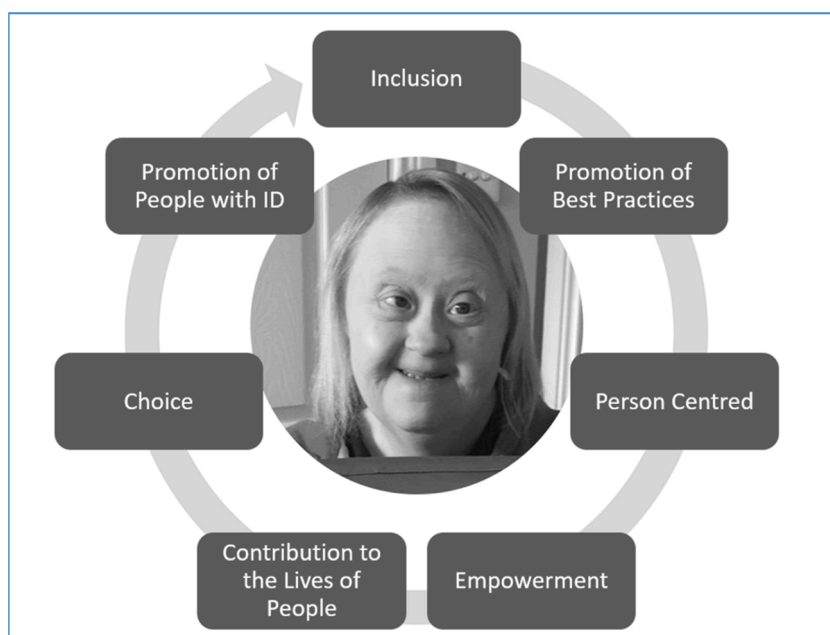 Inclusion
Promotion of
Best Practices
Person Centred
Empowerment
Contribution to
the Lives of
People
Choice
Promotion of
People with ID